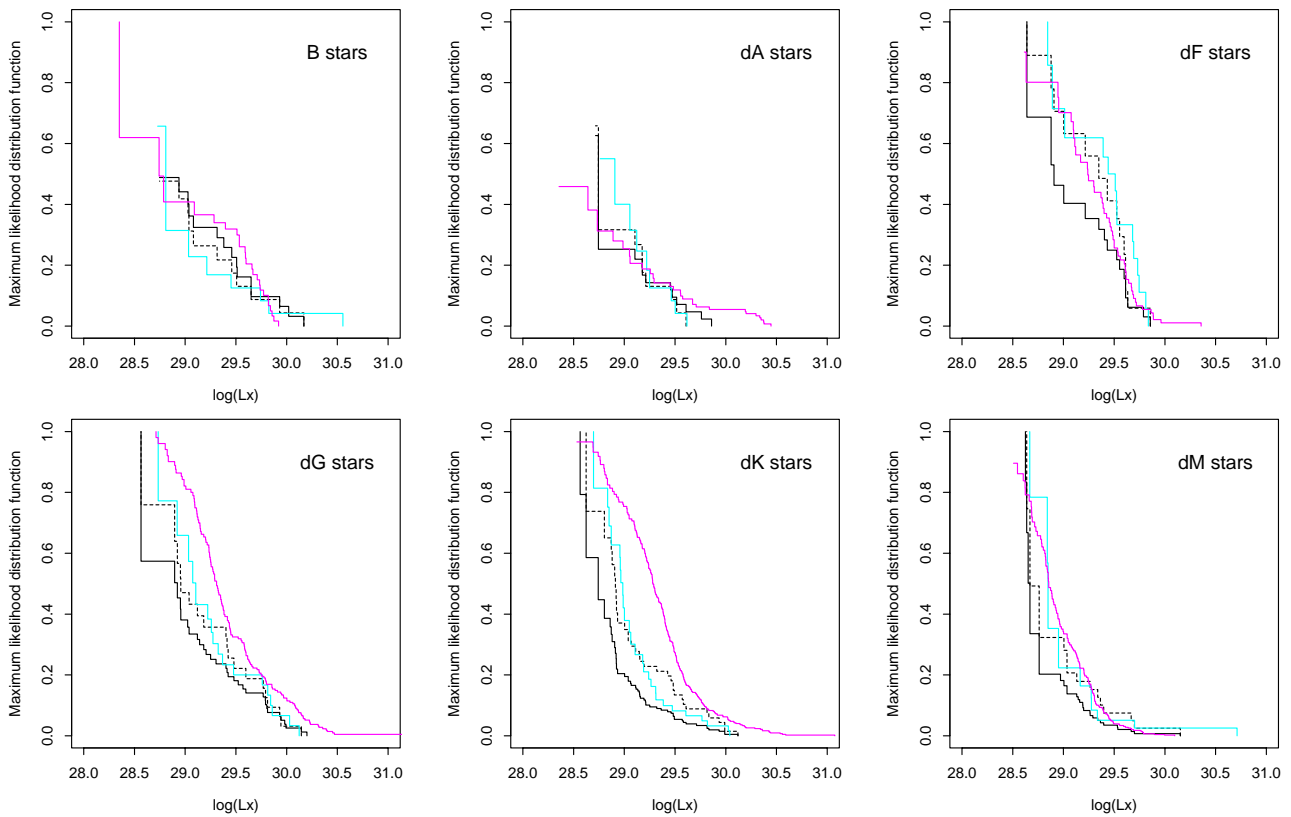 B stars
Maximum likelihood distribution function
0.0 0.2 0.4 0.6 0.8 1.0
28.0 28.5 29.0 29.5 30.0 30.5 31.0
log(Lx)
dA stars
Maximum likelihood distribution function
0.0 0.2 0.4 0.6 0.8 1.0
28.0 28.5 29.0 29.5 30.0 30.5 31.0
log(Lx)
dF stars
Maximum likelihood distribution function
0.0 0.2 0.4 0.6 0.8 1.0
28.0 28.5 29.0 29.5 30.0 30.5 31.0
log(Lx)
dG stars
Maximum likelihood distribution function
0.0 0.2 0.4 0.6 0.8 1.0
28.0 28.5 29.0 29.5 30.0 30.5 31.0
log(Lx)
dK stars
Maximum likelihood distribution function
0.0 0.2 0.4 0.6 0.8 1.0
28.0 28.5 29.0 29.5 30.0 30.5 31.0
log(Lx)
dM stars
Maximum likelihood distribution function
0.0 0.2 0.4 0.6 0.8 1.0
28.0 28.5 29.0 29.5 30.0 30.5 31.0
log(Lx)